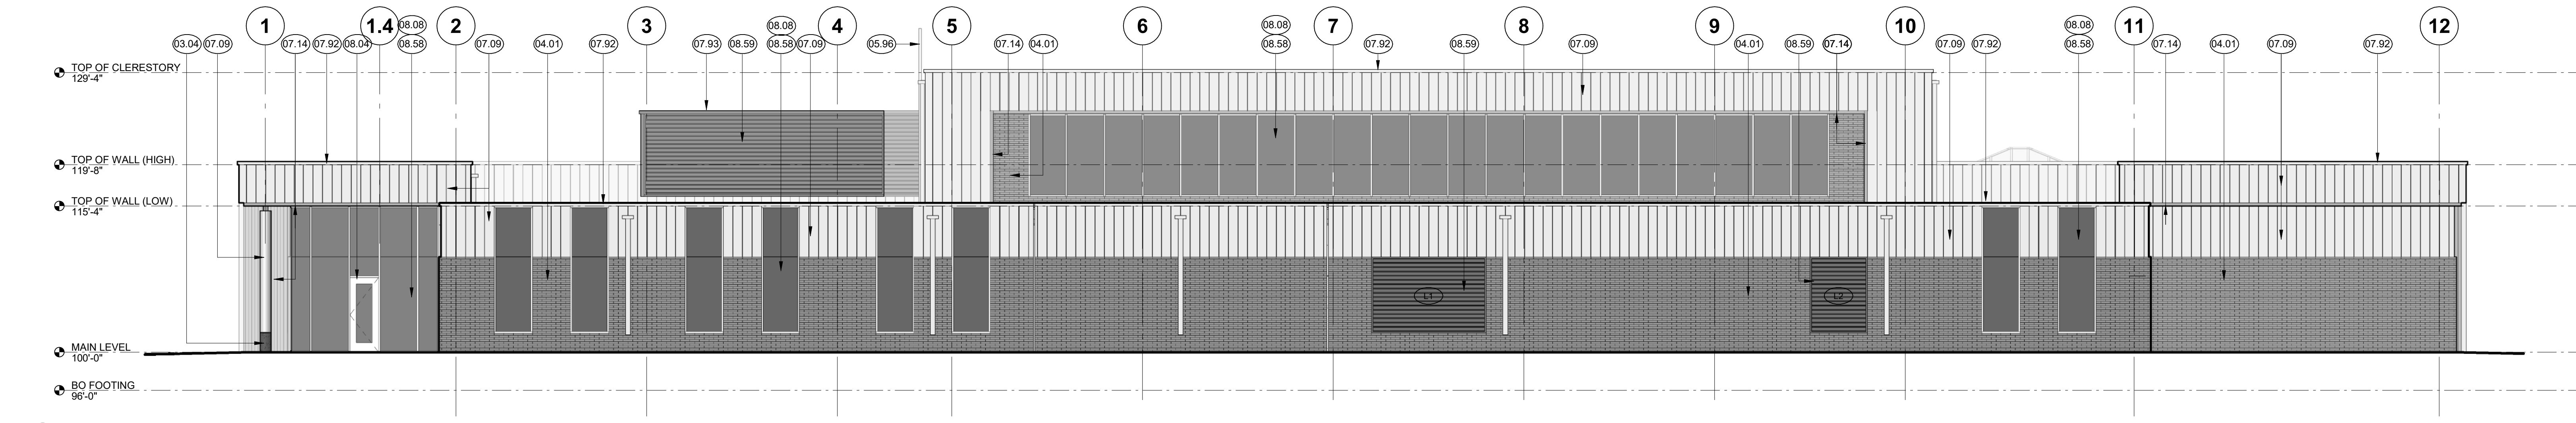 1 1.4 2 3 4 5 6 7 8 9 10 11 12
08.08 08.08 08.08 08.08
03.04 07.09 07.14 07.92 08.04 08.58 07.09 04.01 07.92 07.93 08.59 08.58 07.09 05.96 07.14 04.01 08.58 07.92 08.59 07.09 04.01 08.59 07.14 07.09 07.92 08.58 07.14 04.01 07.09 07.92
TOP OF CLERESTORY
129'-4"
TOP OF WALL (HIGH)
119'-8"
TOP OF WALL (LOW)
115'-4"
L1 L2
MAIN LEVEL
100'-0"
BO FOOTING
96'-0"